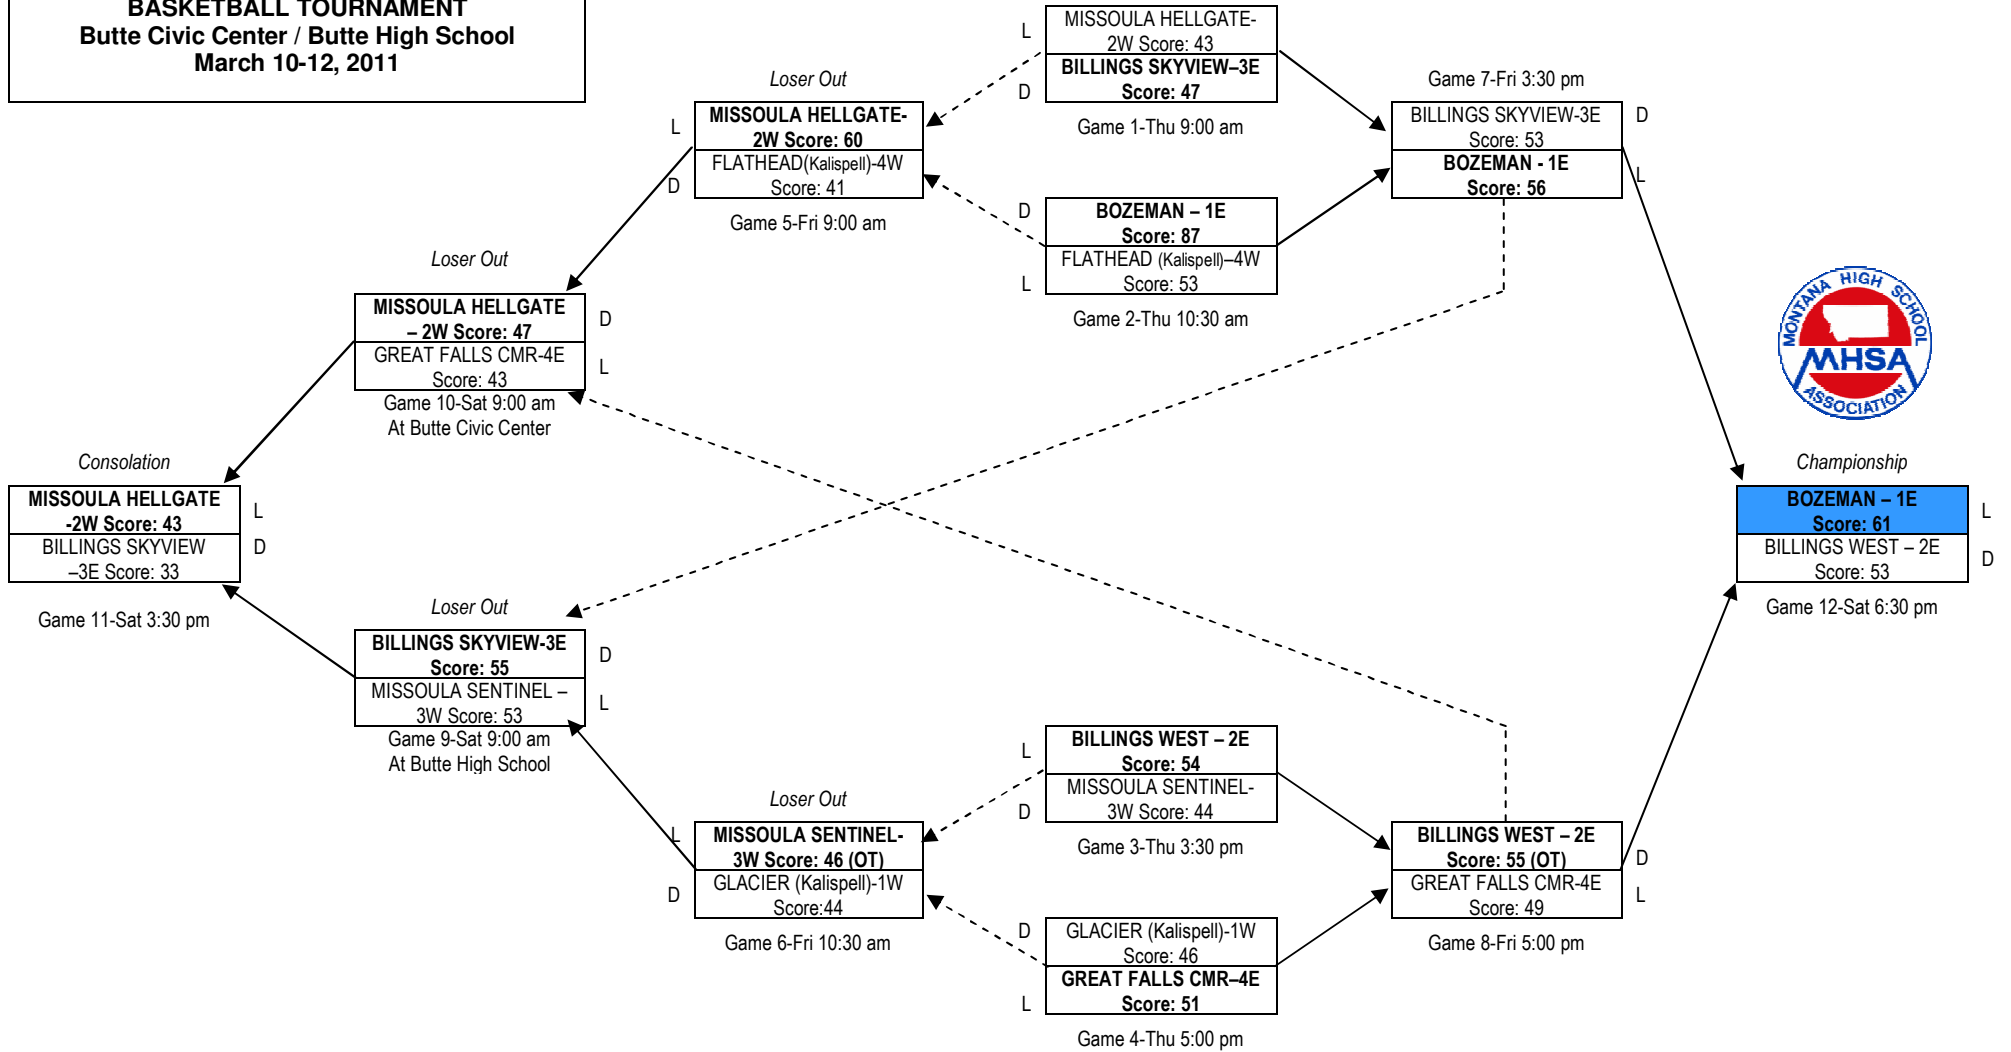 BASKETBALL TOURNAMENT
Butte Civic Center / Butte High School
March 10-12, 2011
L
MISSOULA HELLGATE-
2W Score: 43
D
BILLINGS SKYVIEW–3E
Score: 47
Game 1-Thu 9:00 am
Loser Out
L
MISSOULA HELLGATE-
2W Score: 60
D
FLATHEAD(Kalispell)-4W
Score: 41
Game 5-Fri 9:00 am
Game 7-Fri 3:30 pm
BILLINGS SKYVIEW-3E
Score: 53
D
BOZEMAN - 1E
Score: 56
L
D
BOZEMAN – 1E
Score: 87
L
FLATHEAD (Kalispell)–4W
Score: 53
Game 2-Thu 10:30 am
Loser Out
MISSOULA HELLGATE
– 2W Score: 47
D
GREAT FALLS CMR-4E
Score: 43
L
Game 10-Sat 9:00 am
At Butte Civic Center
MONTANA HIGH SCHOOL
MHSA
ASSOCIATION
Consolation
MISSOULA HELLGATE
-2W Score: 43
L
BILLINGS SKYVIEW
–3E Score: 33
D
Game 11-Sat 3:30 pm
Championship
BOZEMAN – 1E
Score: 61
L
BILLINGS WEST – 2E
Score: 53
D
Game 12-Sat 6:30 pm
Loser Out
BILLINGS SKYVIEW-3E
Score: 55
D
MISSOULA SENTINEL –
3W Score: 53
L
Game 9-Sat 9:00 am
At Butte High School
L
BILLINGS WEST – 2E
Score: 54
D
MISSOULA SENTINEL-
3W Score: 44
Game 3-Thu 3:30 pm
Loser Out
L
MISSOULA SENTINEL-
3W Score: 46 (OT)
D
GLACIER (Kalispell)-1W
Score:44
Game 6-Fri 10:30 am
BILLINGS WEST – 2E
Score: 55 (OT)
D
GREAT FALLS CMR-4E
Score: 49
L
Game 8-Fri 5:00 pm
D
GLACIER (Kalispell)-1W
Score: 46
L
GREAT FALLS CMR–4E
Score: 51
Game 4-Thu 5:00 pm